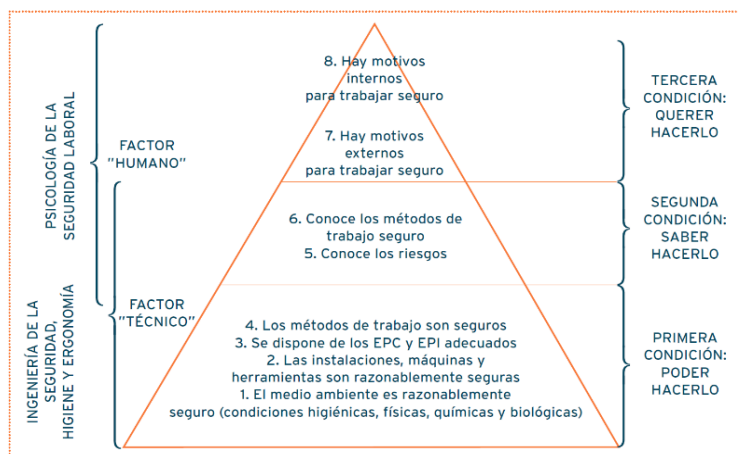 PSICOLOGÍA DE LA
SEGURIDAD LABORAL
INGENIERÍA DE LA
SEGURIDAD,
HIGIENE Y ERGONOMÍA
FACTOR
"HUMANO"
FACTOR
"TÉCNICO"
8. Hay motivos
internos
para trabajar seguro
7. Hay motivos
externos
para trabajar seguro
6. Conoce los métodos de
trabajo seguro
5. Conoce los riesgos
4. Los métodos de trabajo son seguros
3. Se dispone de los EPC y EPI adecuados
2. Las instalaciones, máquinas y
herramientas son razonablemente seguras
1. El medio ambiente es razonablemente
seguro (condiciones higiénicas, físicas, químicas y biológicas)
TERCERA
CONDICIÓN:
QUERER
HACERLO
SEGUNDA
CONDICIÓN:
SABER
HACERLO
PRIMERA
CONDICIÓN:
PODER
HACERLO